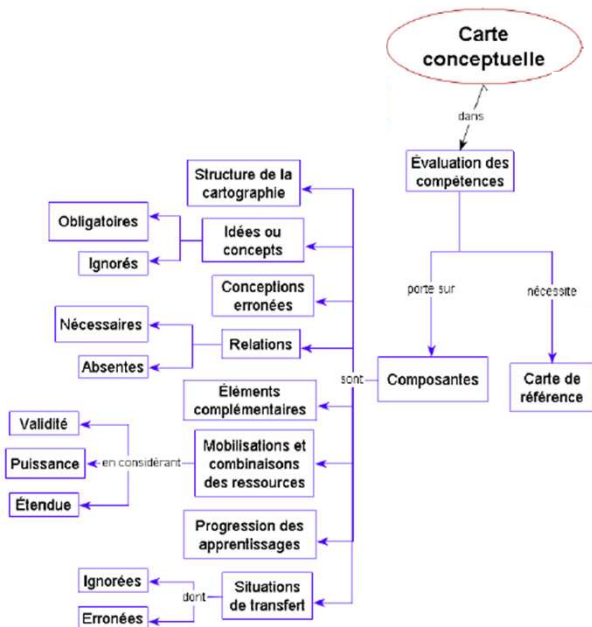 Carte
conceptuelle
dans
Évaluation des
compétences
porte sur
nécessite
Composantes
Carte de
référence
sont
Structure de la
cartographie
Idées ou
concepts
Obligatoires
Ignorés
Conceptions
erronées
Relations
Nécessaires
Absentes
Éléments
complémentaires
Mobilisations et
combinaisons
des ressources
en considérant
Validité
Puissance
Étendue
Progression des
apprentissages
Situations
de transfert
dont
Ignorées
Erronées